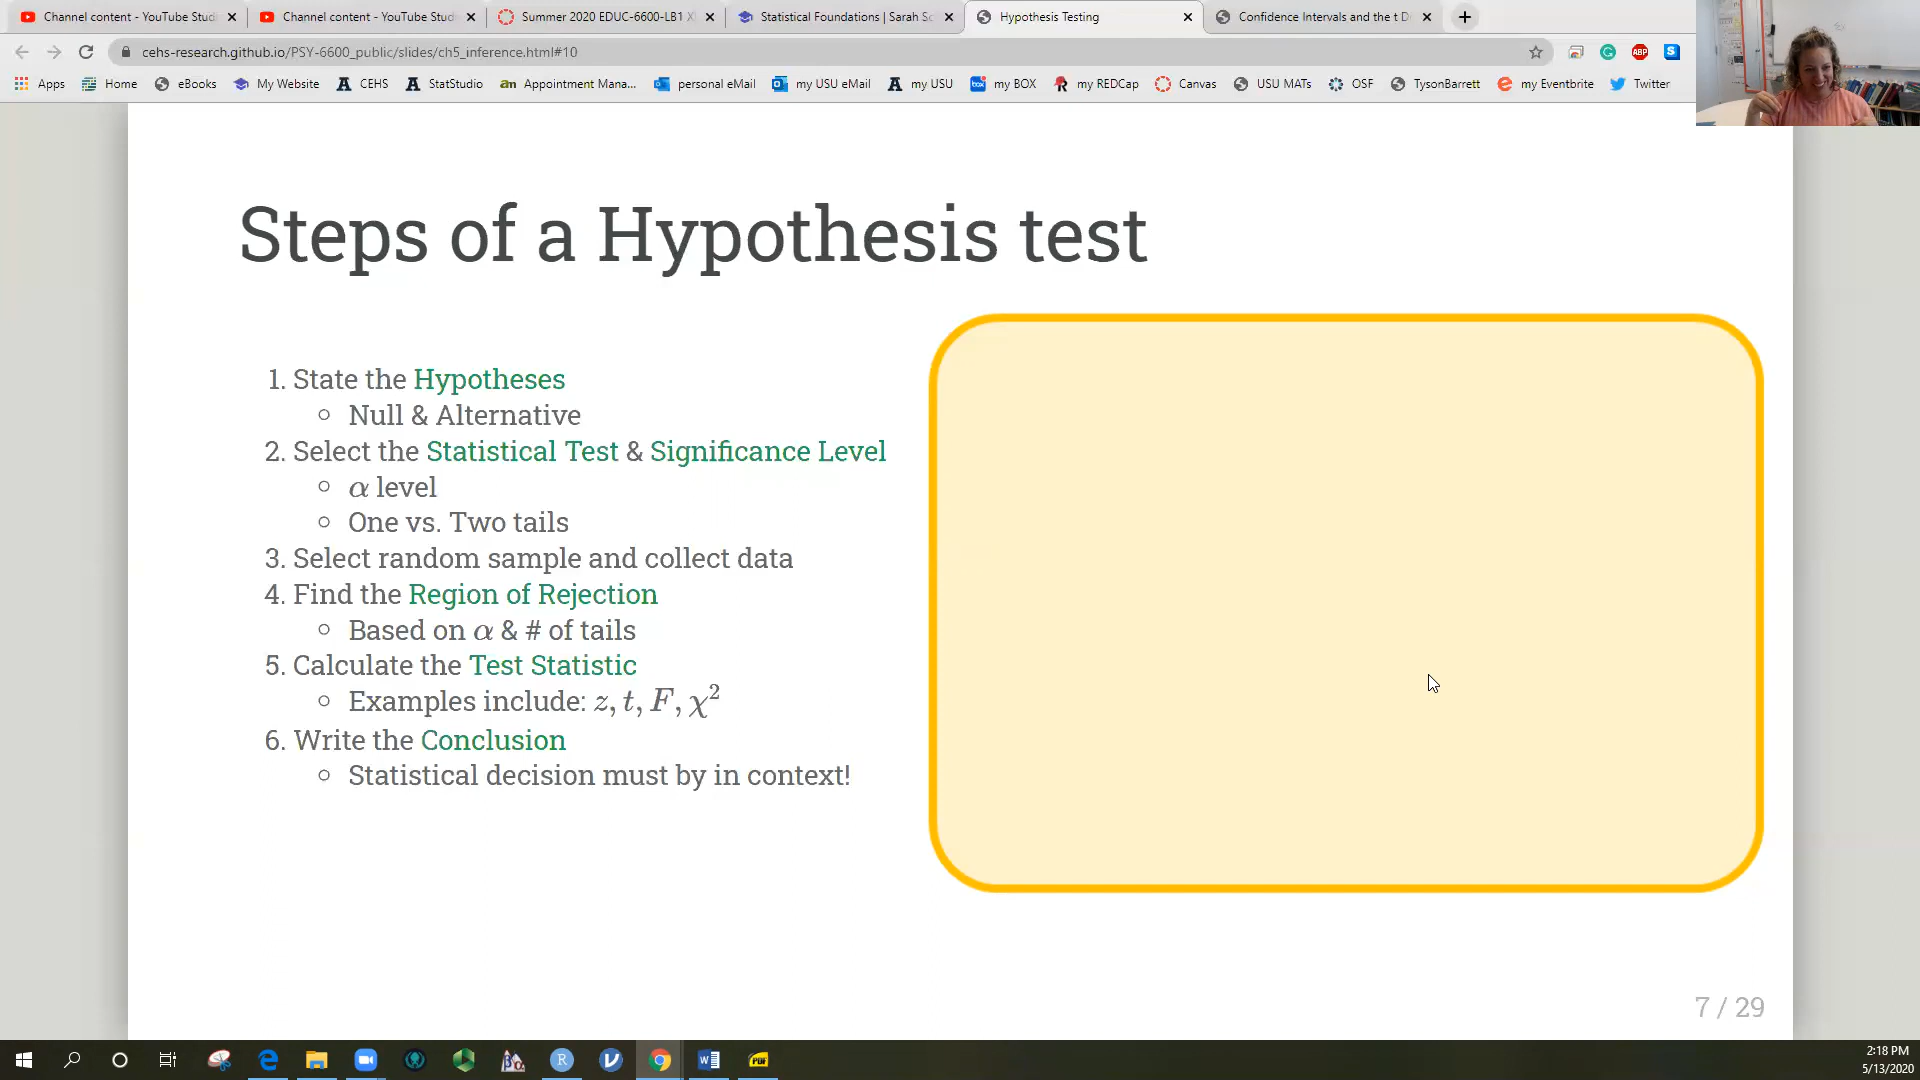 Channel content - YouTube Stud
Channel content - YouTube Stud
Summer 2020 EDUC-6600-LB1 X
Statistical Foundations | Sarah Sc
Hypothesis Testing
Confidence Intervals and the t D
cehs-research.github.io/PSY-6600_public/slides/ch5_inference.html#10
ABP
S
Apps
Home
eBooks
My Website
CEHS
StatStudio
an Appointment Mana...
personal eMail
my USU eMail
my USU
box my BOX
my REDCap
Canvas
USU MATs
OSF
TysonBarrett
my Eventbrite
Twitter
Steps of a Hypothesis test
1. State the Hypotheses
○ Null & Alternative
2. Select the Statistical Test & Significance Level
○ α level
○ One vs. Two tails
3. Select random sample and collect data
4. Find the Region of Rejection
○ Based on α & # of tails
5. Calculate the Test Statistic
○ Examples include: z, t, F, χ²
6. Write the Conclusion
○ Statistical decision must by in context!
7 / 29
R
PDF
2:18 PM
5/13/2020